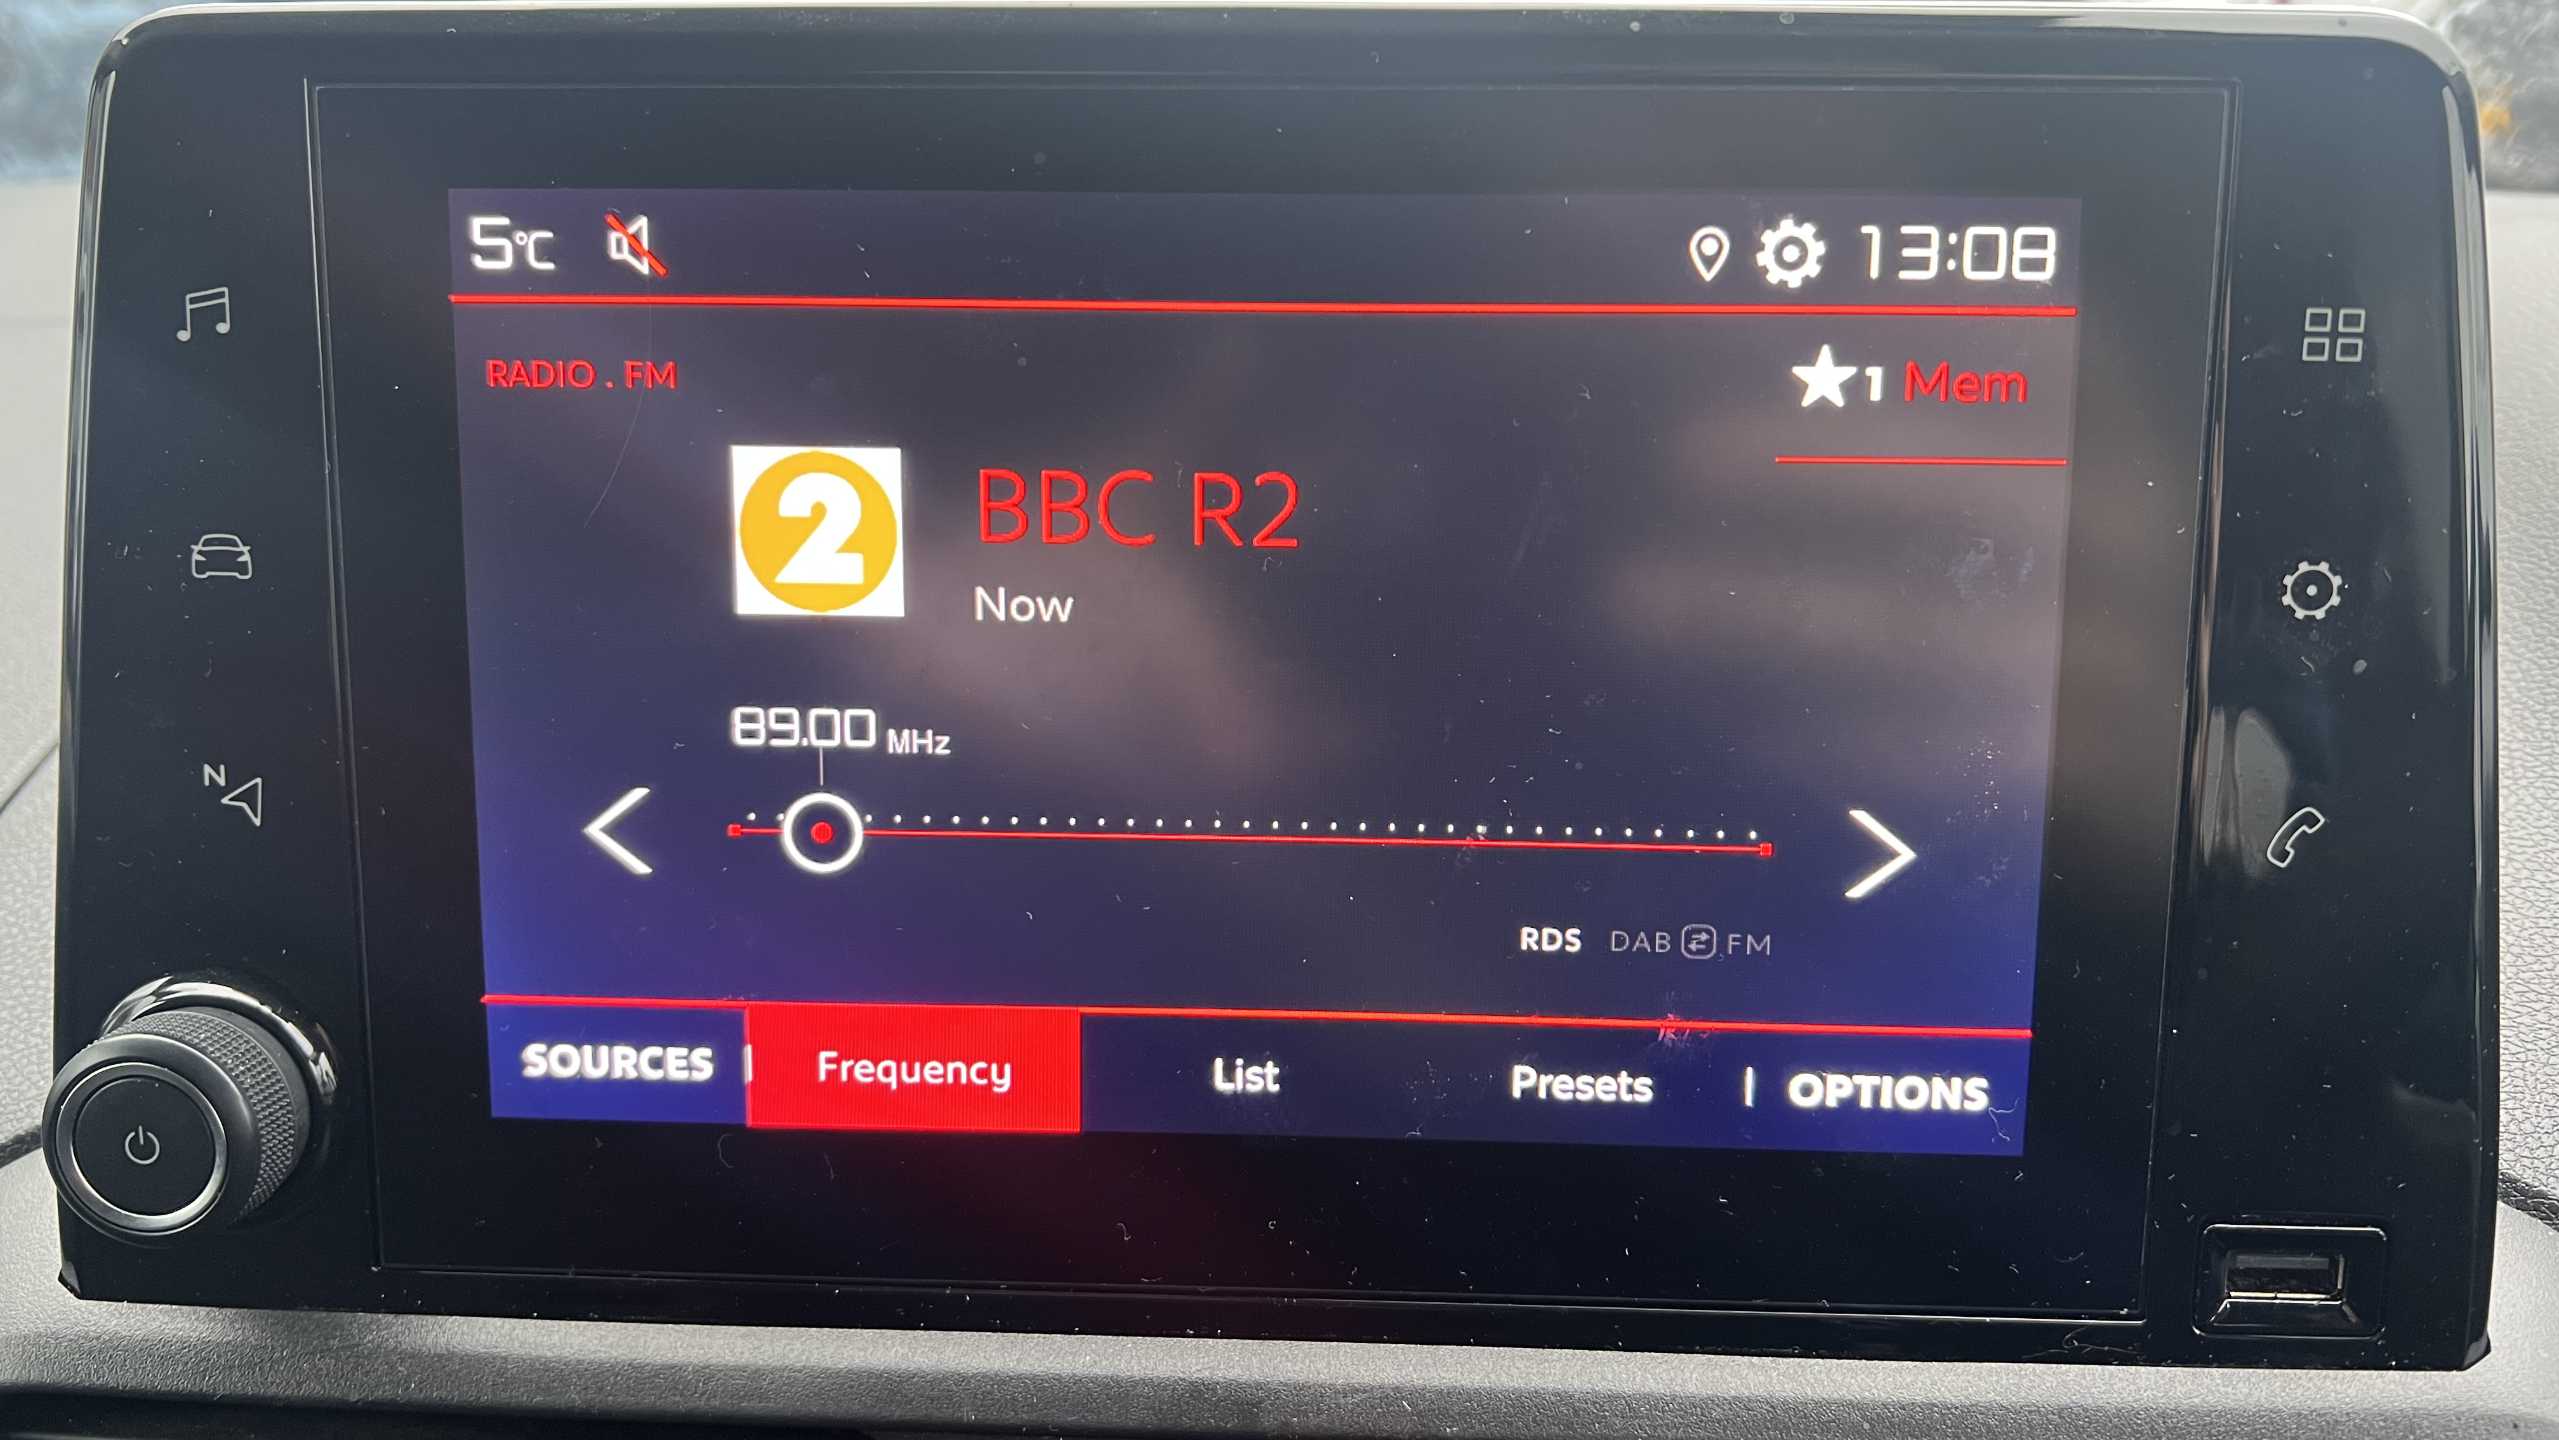 5°C
13:08
RADIO . FM
1 Mem
2
BBC R2
Now
89.00 MHz
N
RDS DAB FM
SOURCES | Frequency List Presets | OPTIONS